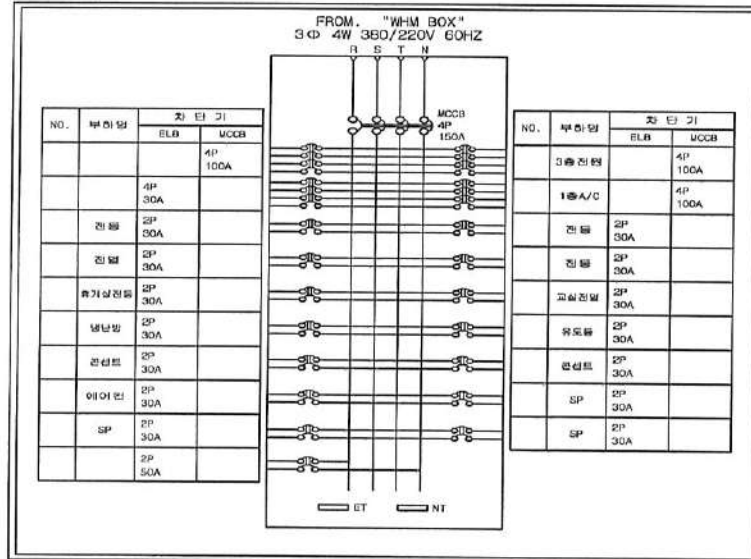 FROM. "WHM BOX"
3Φ 4W 380/220V 60HZ
R S T N
MCCB
4P
150A
NO. 부하명 차 단 기
ELB MCCB
4P
100A
4P
30A
전등 2P
30A
전열 2P
30A
휴게실전등 2P
30A
냉난방 2P
30A
콘센트 2P
30A
에어컨 2P
30A
SP 2P
30A
2P
50A
NO. 부하명 차 단 기
ELB MCCB
3층전원 4P
100A
1층A/C 4P
100A
전등 2P
30A
전등 2P
30A
교실전열 2P
30A
유도등 2P
30A
콘센트 2P
30A
SP 2P
30A
SP 2P
30A
ET NT